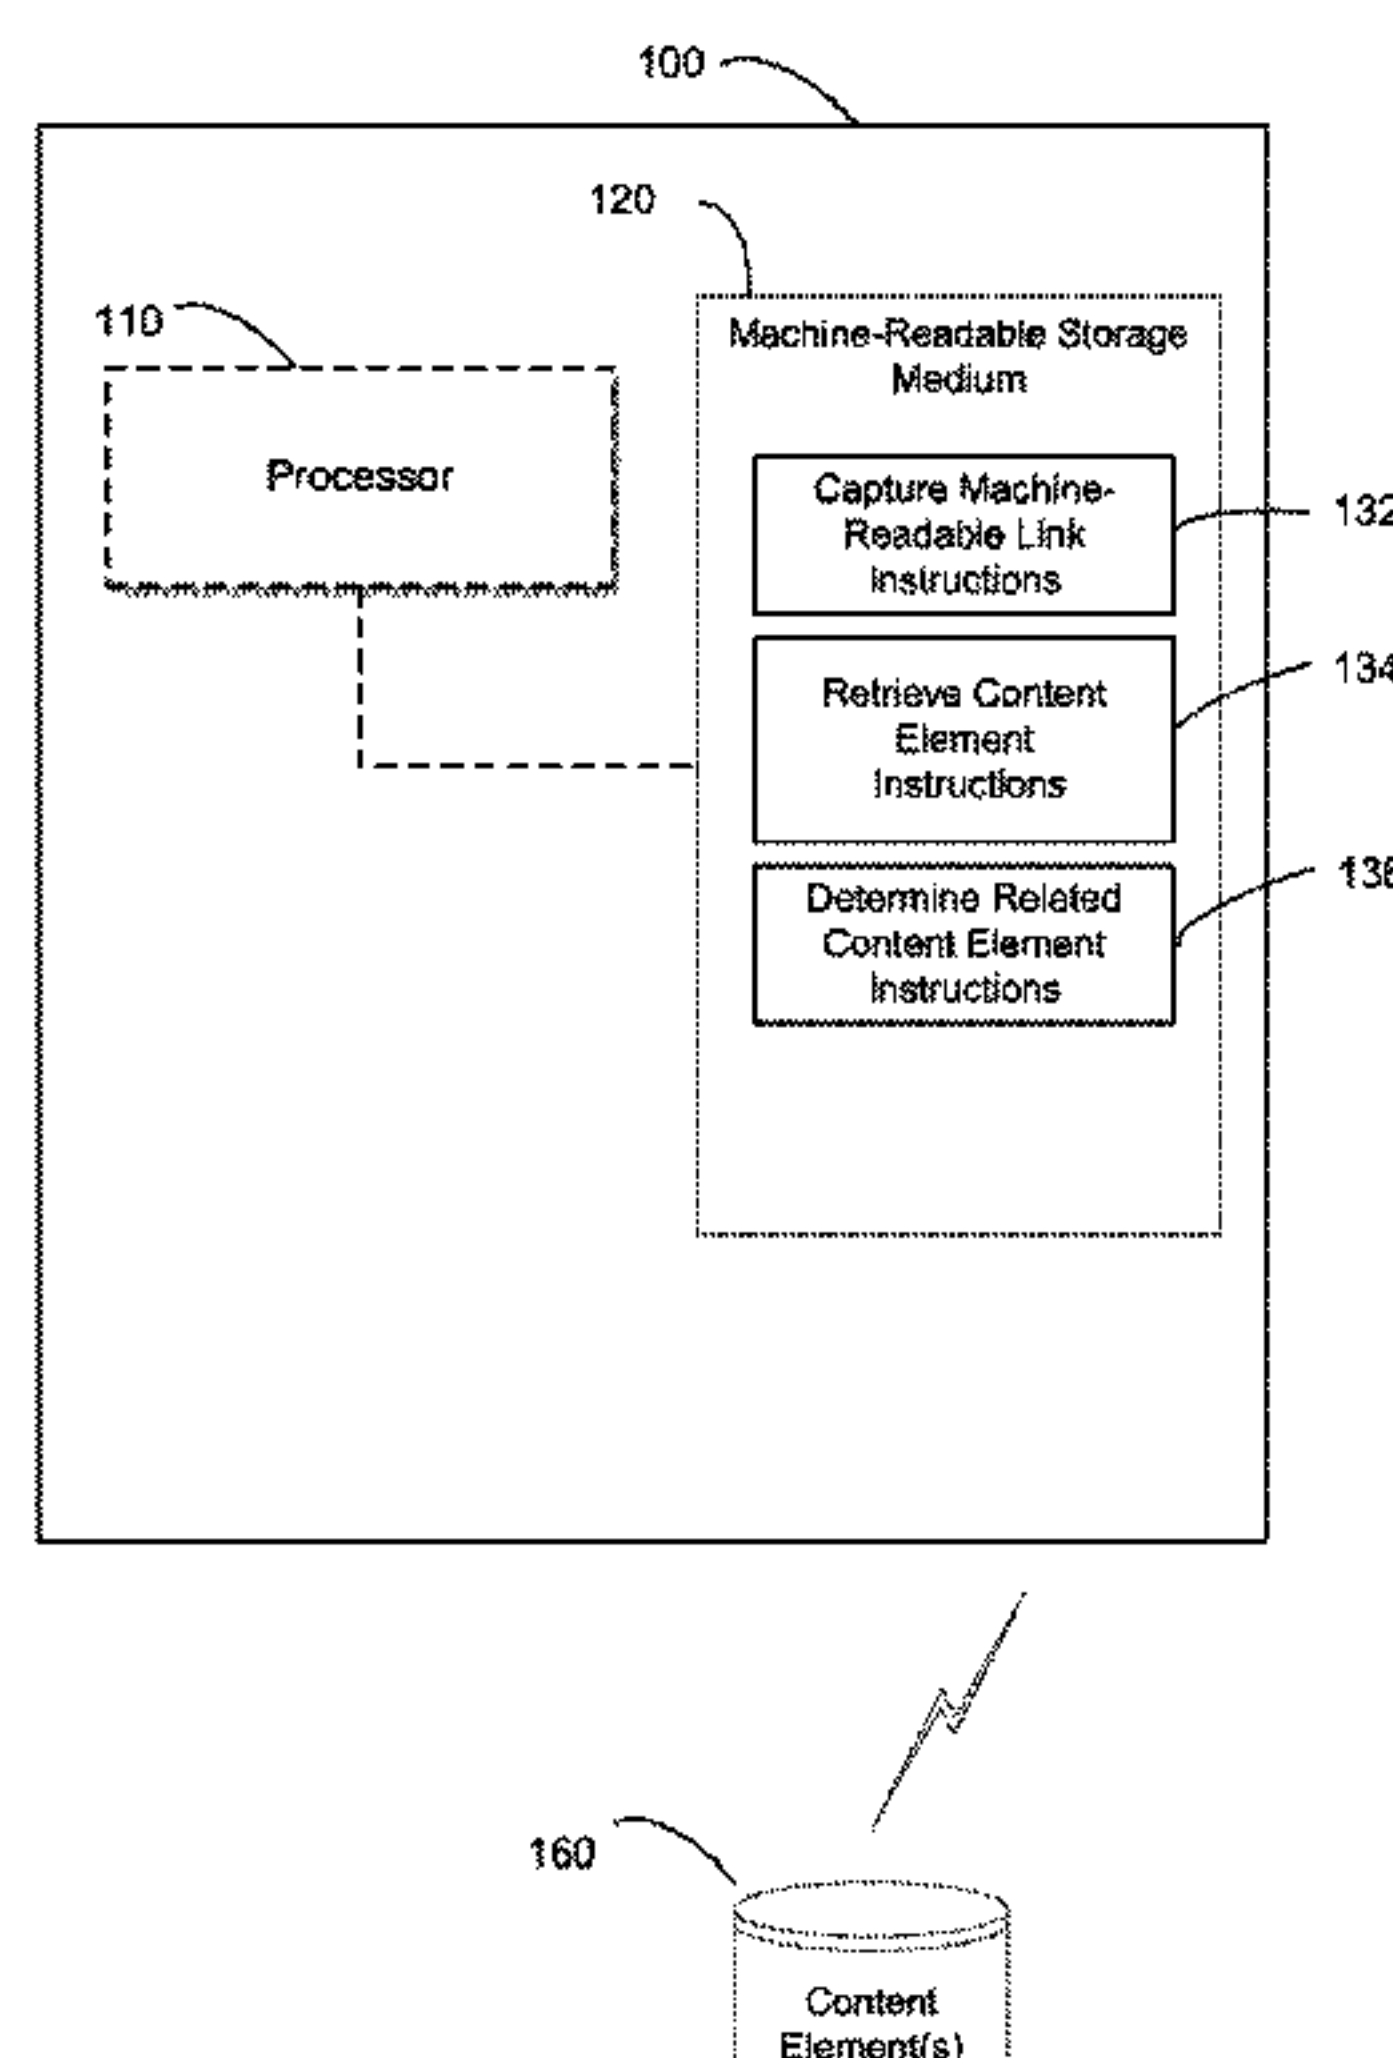 100
120
110
Machine-Readable Storage
Medium
Processor
Capture Machine-
Readable Link
Instructions
132
Retrieve Content
Element
Instructions
134
Determine Related
Content Element
Instructions
136
160
Content
Element(s)